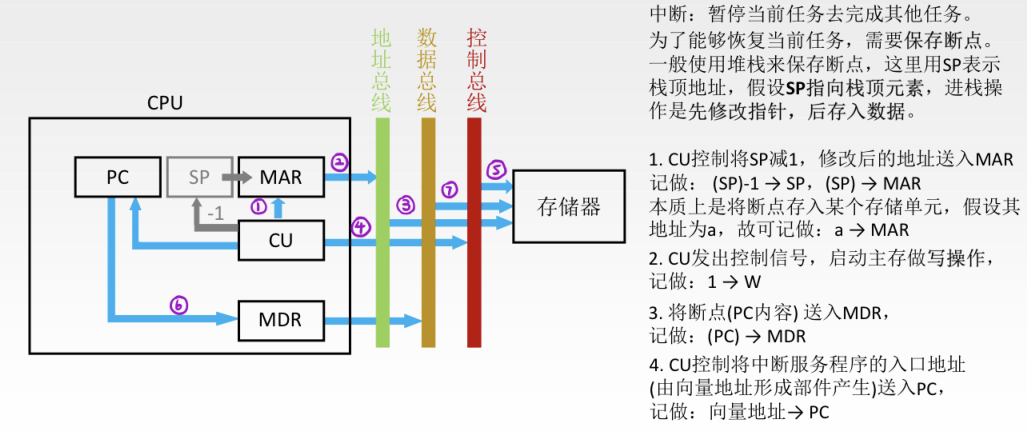 中断：暂停当前任务去完成其他任务。
为了能够恢复当前任务，需要保存断点。
一般使用堆栈来保存断点，这里用SP表示
栈顶地址，假设SP指向栈顶元素，进栈操
作是先修改指针，后存入数据。
1. CU控制将SP减1，修改后的地址送入MAR
记做： (SP)-1 → SP，(SP) → MAR
本质上是将断点存入某个存储单元，假设其
地址为a，故可记做：a → MAR
2. CU发出控制信号，启动主存做写操作，
记做：1 → W
3. 将断点(PC内容) 送入MDR，
记做：(PC) → MDR
4. CU控制将中断服务程序的入口地址
(由向量地址形成部件产生)送入PC，
记做：向量地址→ PC
CPU
地址总线
数据总线
控制总线
PC
SP
MAR
②
⑤
⑦
③
①
-1
④
CU
存储器
⑥
MDR